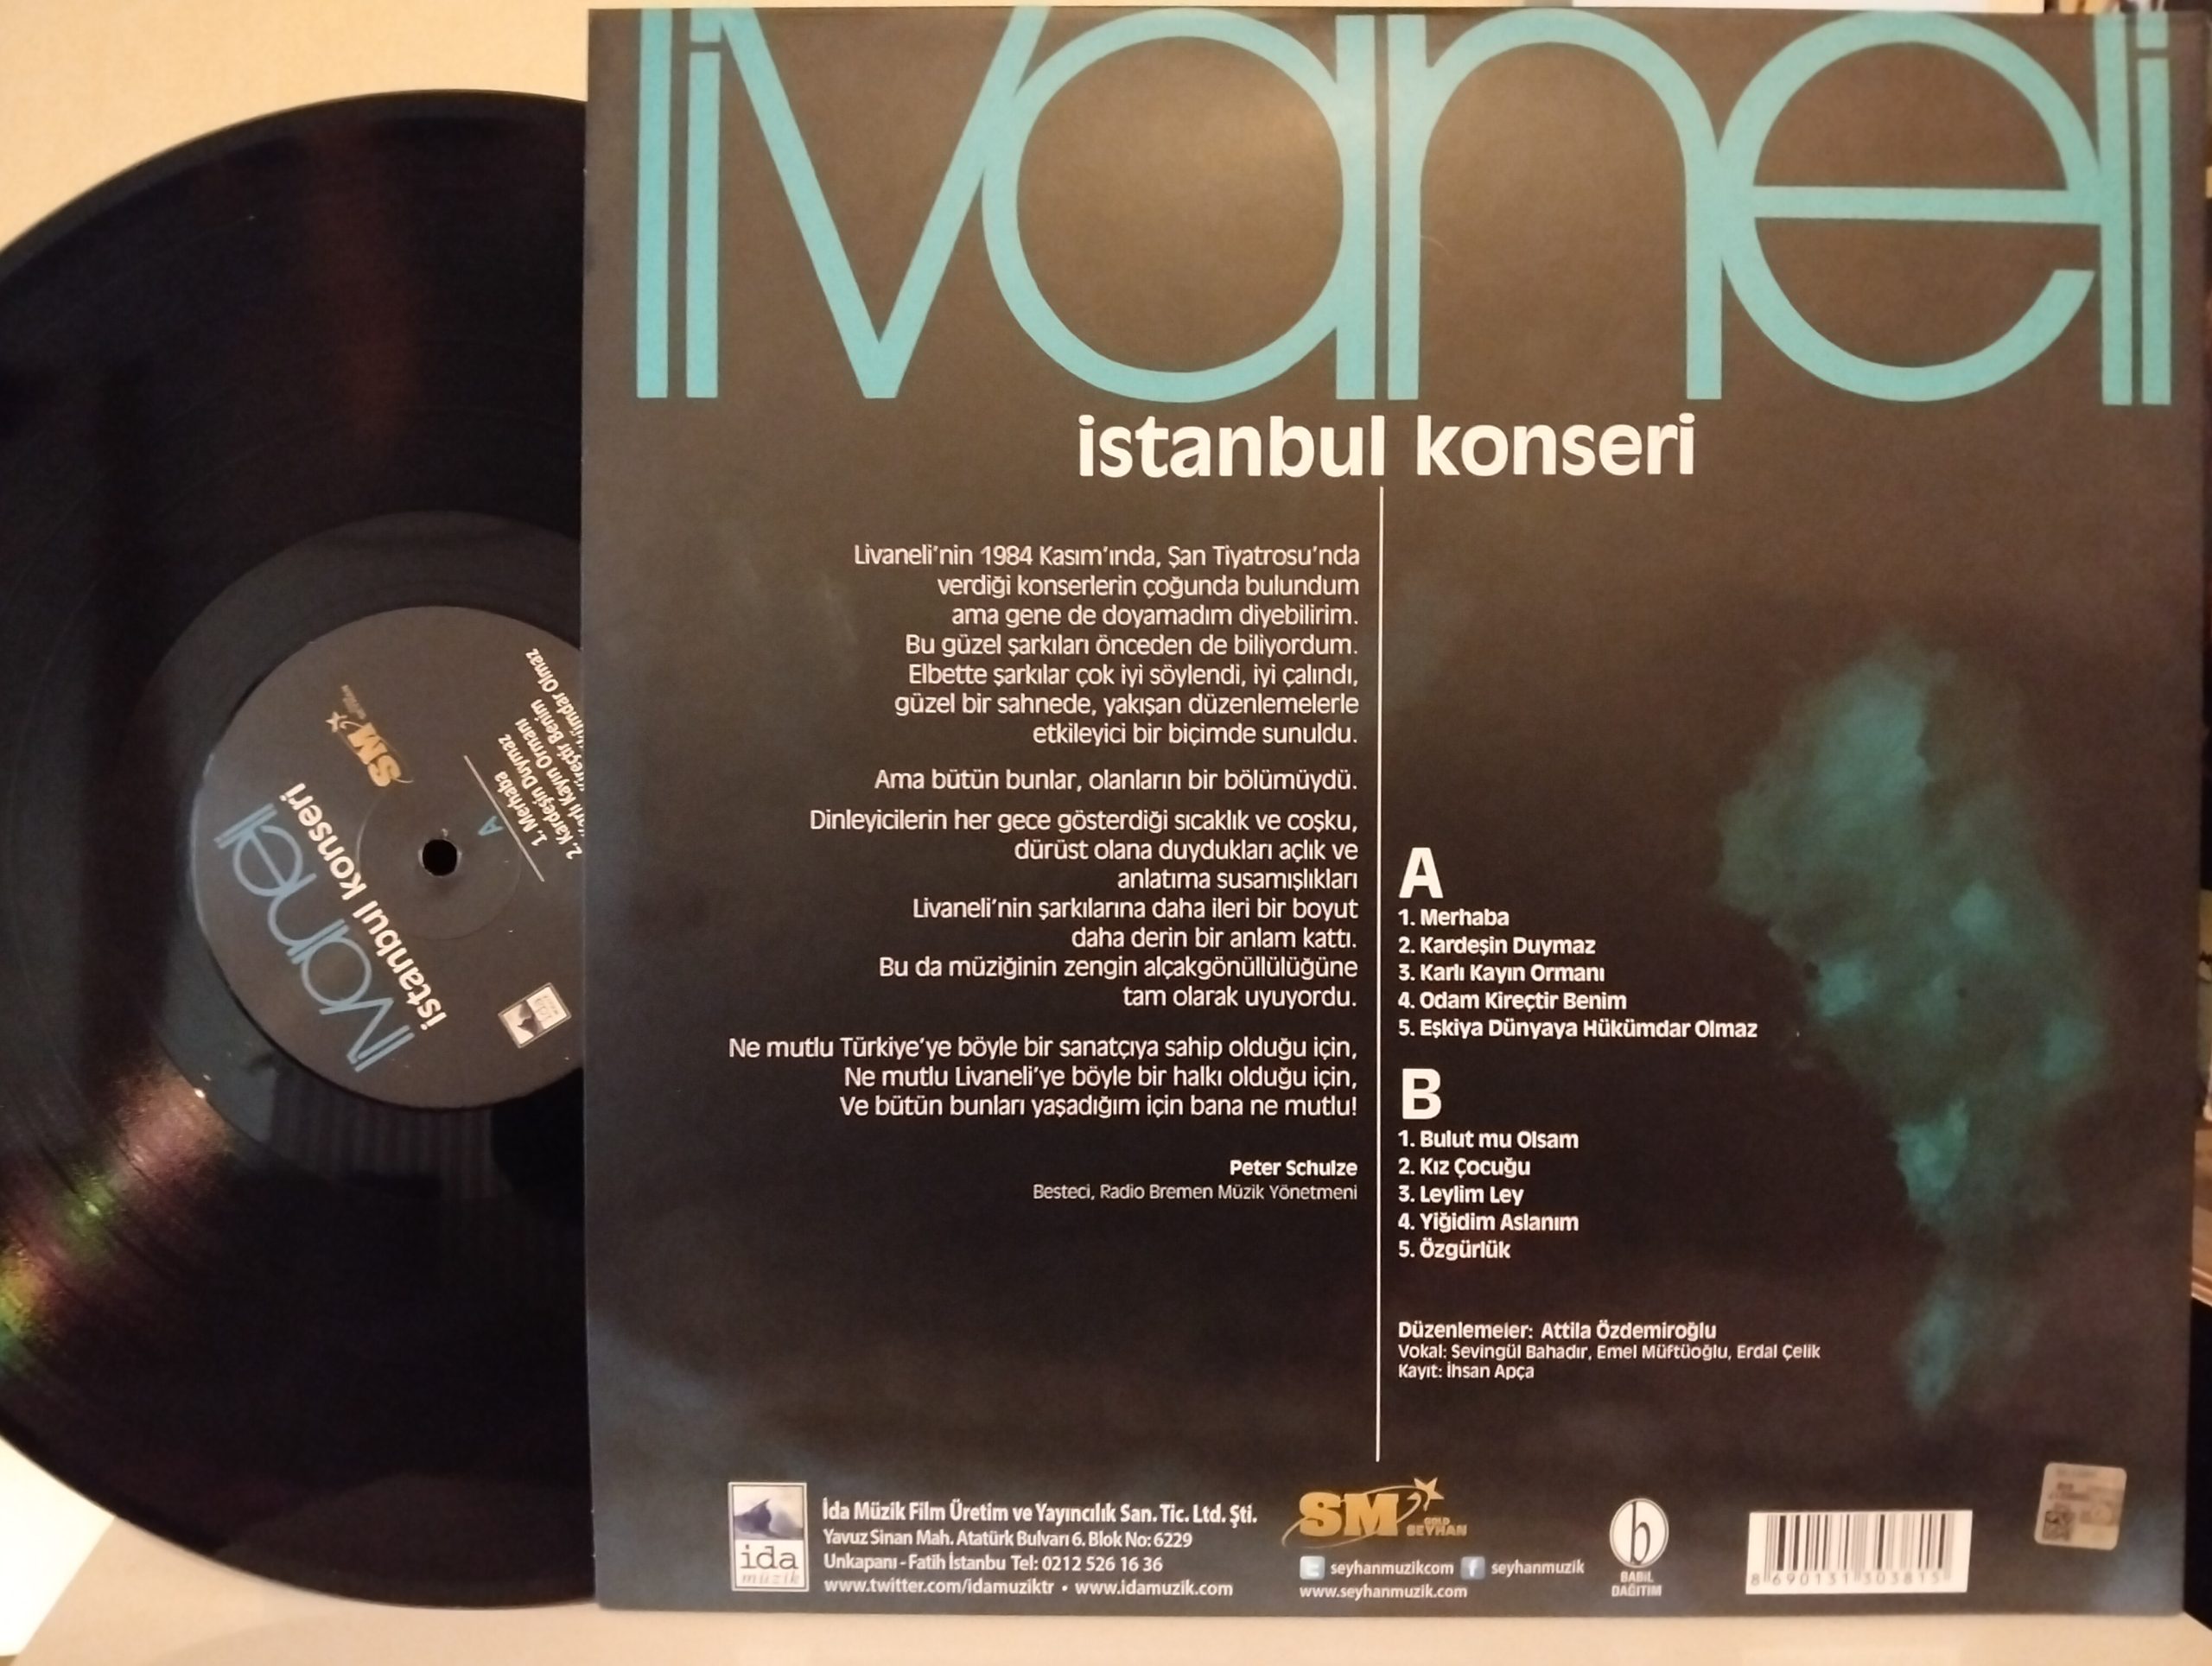 livaneli
istanbul konseri
Livaneli'nin 1984 Kasım'ında, Şan Tiyatrosu'nda
verdiği konserlerin çoğunda bulundum
ama gene de doyamadım diyebilirim.
Bu güzel şarkıları önceden de biliyordum.
Elbette şarkılar çok iyi söylendi, iyi çalındı,
güzel bir sahnede, yakışan düzenlemelerle
etkileyici bir biçimde sunuldu.
Ama bütün bunlar, olanların bir bölümüydü.
Dinleyicilerin her gece gösterdiği sıcaklık ve coşku,
dürüst olana duydukları açlık ve
anlatıma susamışlıkları
Livaneli'nin şarkılarına daha ileri bir boyut
daha derin bir anlam kattı.
Bu da müziğinin zengin alçakgönüllülüğüne
tam olarak uyuyordu.
Ne mutlu Türkiye'ye böyle bir sanatçıya sahip olduğu için,
Ne mutlu Livaneli'ye böyle bir halkı olduğu için,
Ve bütün bunları yaşadığım için bana ne mutlu!
Peter Schulze
Besteci, Radio Bremen Müzik Yönetmeni
A
1. Merhaba
2. Kardeşin Duymaz
3. Karlı Kayın Ormanı
4. Odam Kireçtir Benim
5. Eşkiya Dünyaya Hükümdar Olmaz
B
1. Bulut mu Olsam
2. Kız Çocuğu
3. Leylim Ley
4. Yiğidim Aslanım
5. Özgürlük
Düzenlemeler: Attila Özdemiroğlu
Vokal: Sevingül Bahadır, Emel Müftüoğlu, Erdal Çelik
Kayıt: İhsan Apça
ida
müzik
İda Müzik Film Üretim ve Yayıncılık San. Tic. Ltd. Şti.
Yavuz Sinan Mah. Atatürk Bulvarı 6. Blok No: 6229
Unkapanı - Fatih İstanbu Tel: 0212 526 16 36
www.twitter.com/idamuziktr • www.idamuzik.com
SM
GOLD
SEYHAN
seyhanmuzikcom seyhanmuzik
www.seyhanmuzik.com
b
BABİL
DAĞITIM
8 690131 303815
livaneli
istanbul konseri
SM
A
1. Merhaba
2. Kardeşin Duymaz
Kayın Ormanı
Benim
Olmaz